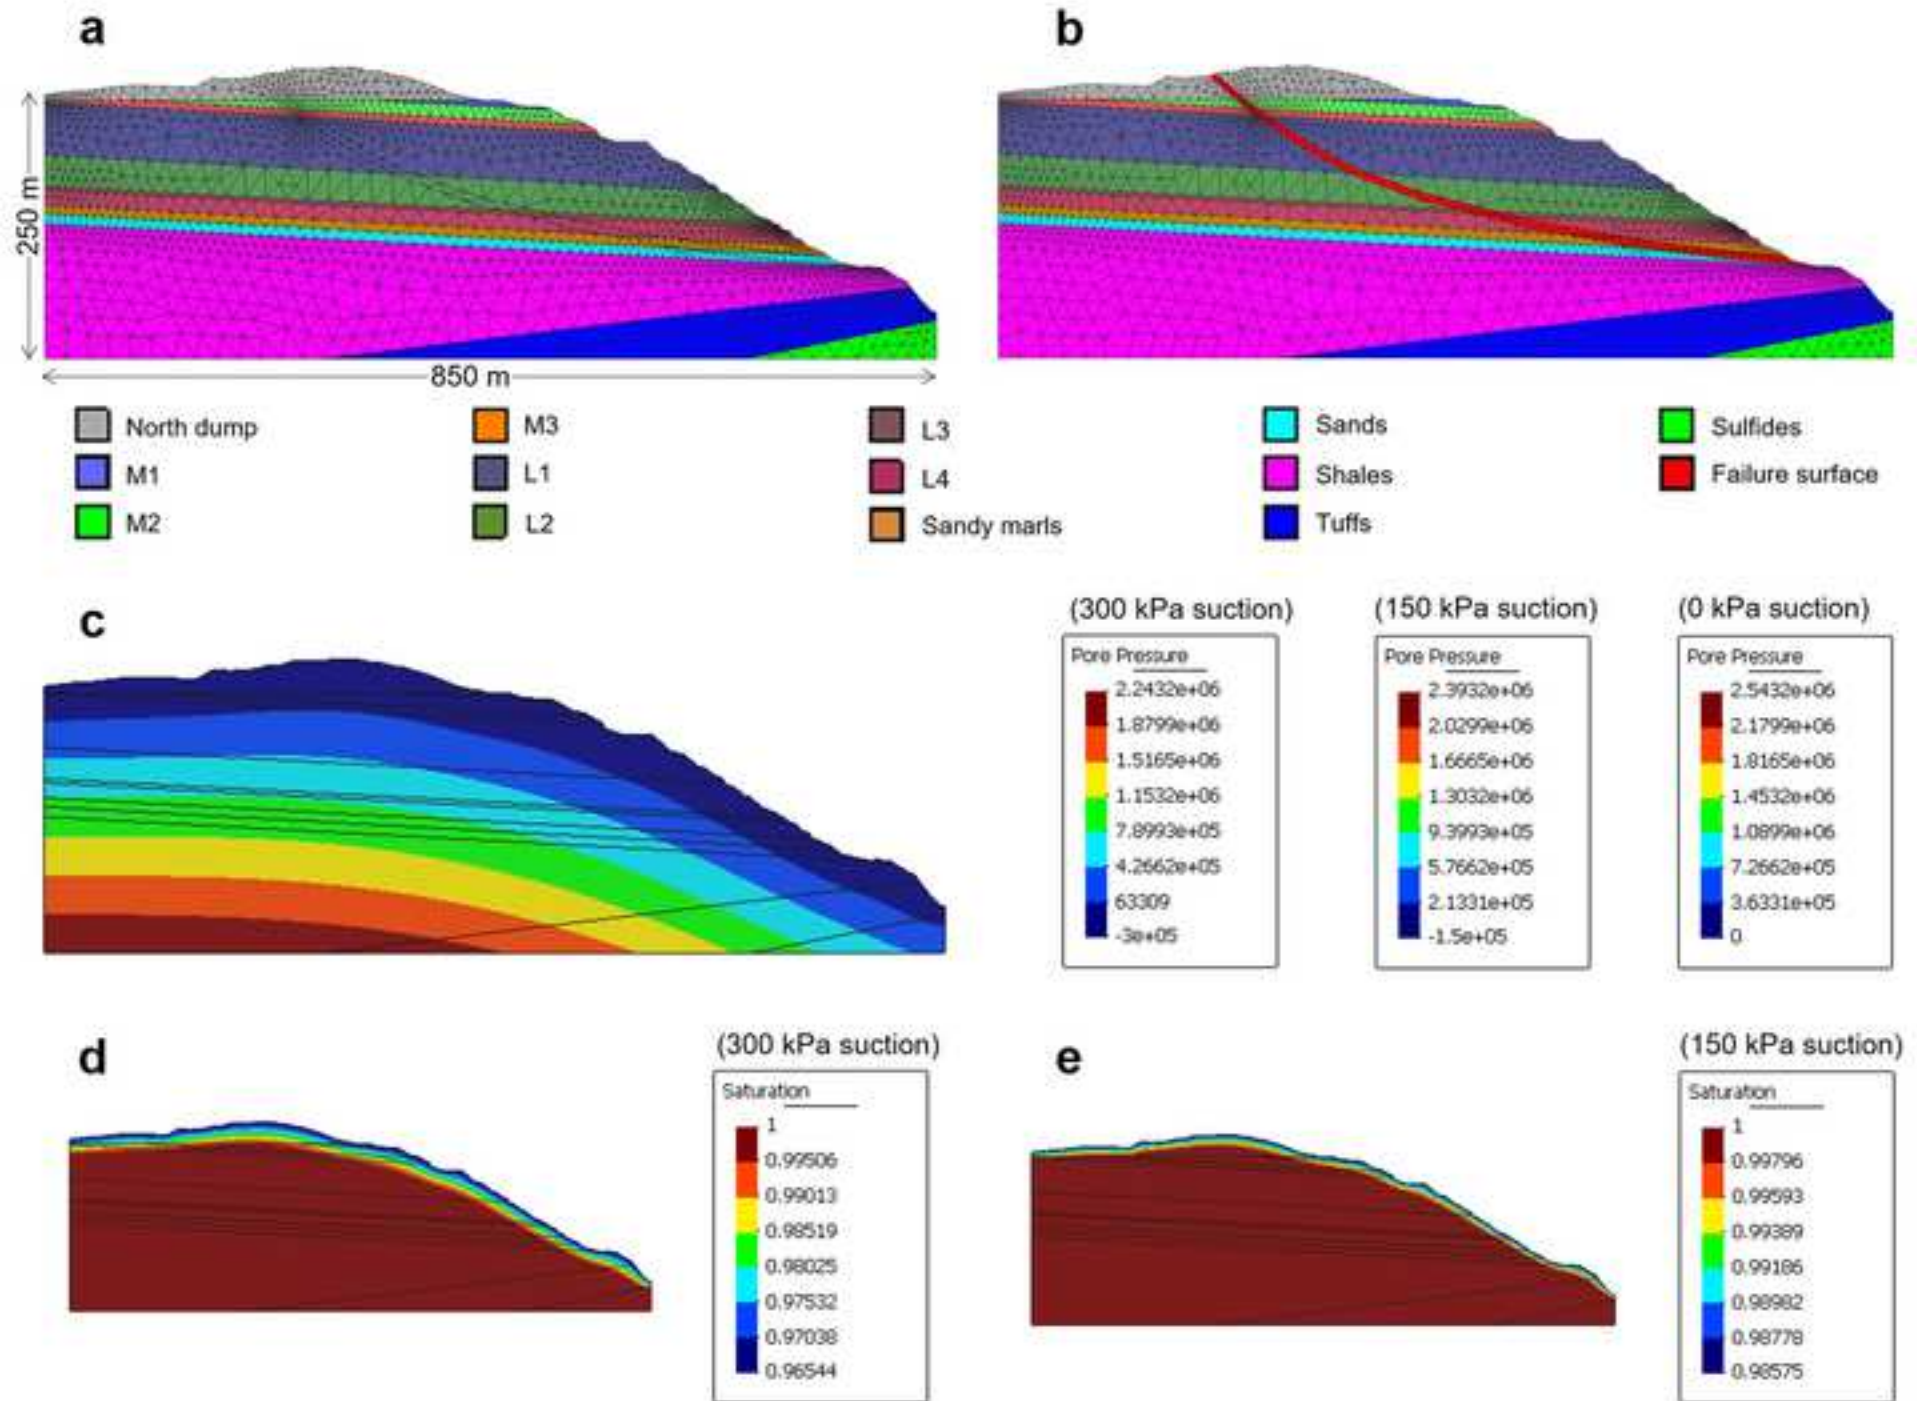 a
b
250 m
850 m
North dump
M3
L3
Sands
Sulfides
M1
L1
L4
Shales
Failure surface
M2
L2
Sandy marls
Tuffs
c
(300 kPa suction)
(150 kPa suction)
(0 kPa suction)
Pore Pressure
2.2432e+06
1.8799e+06
1.5165e+06
1.1532e+06
7.8993e+05
4.2662e+05
63309
-3e+05
Pore Pressure
2.3932e+06
2.0299e+06
1.6665e+06
1.3032e+06
9.3993e+05
5.7662e+05
2.1331e+05
-1.5e+05
Pore Pressure
2.5432e+06
2.1799e+06
1.8165e+06
1.4532e+06
1.0899e+06
7.2662e+05
3.6331e+05
0
d
(300 kPa suction)
Saturation
1
0.99506
0.99013
0.98519
0.98025
0.97532
0.97038
0.96544
e
(150 kPa suction)
Saturation
1
0.99796
0.99593
0.99389
0.99186
0.98982
0.98778
0.98575